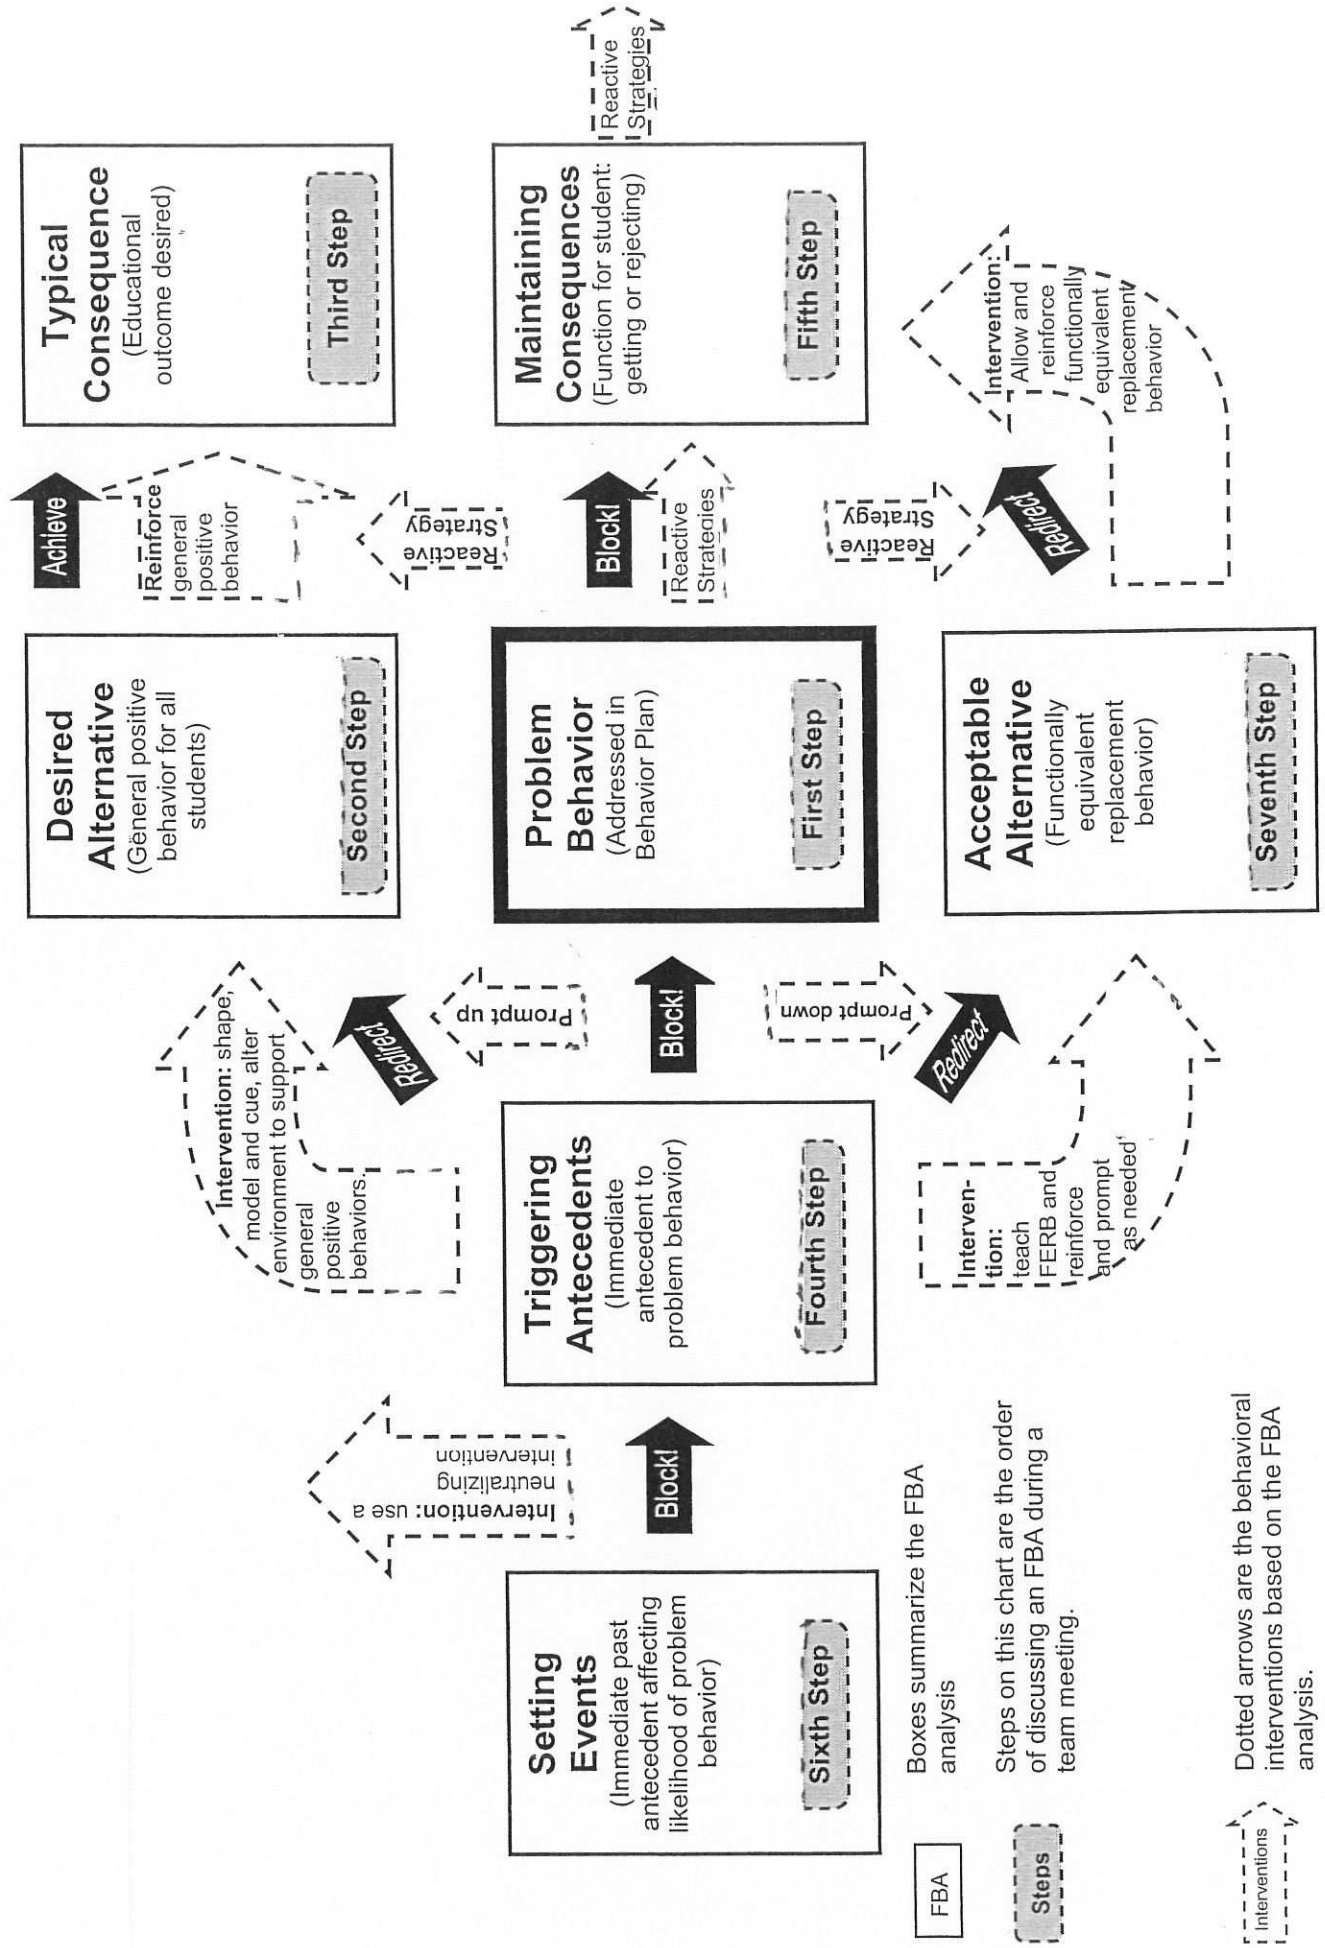 Typical
Consequence
(Educational
outcome desired)
Third Step
Achieve
Reinforce
general
positive
behavior
Desired
Alternative
(General positive
behavior for all
students)
Second Step
Intervention: shape,
model and cue, alter
environment to support
general
positive
behaviors.
Redirect
Prompt up
Reactive
Strategy
Reactive
Strategies
Maintaining
Consequences
(Function for student:
getting or rejecting)
Fifth Step
Block!
Reactive
Strategies
Problem
Behavior
(Addressed in
Behavior Plan)
First Step
Block!
Triggering
Antecedents
(Immediate
antecedent to
problem behavior)
Fourth Step
Block!
Intervention: use a
neutralizing
intervention
Setting
Events
(Immediate past
antecedent affecting
likelihood of problem
behavior)
Sixth Step
Reactive
Strategy
Redirect
Intervention:
Allow and
reinforce
functionally
equivalent
replacement
behavior
Acceptable
Alternative
(Functionally
equivalent
replacement
behavior)
Seventh Step
Prompt down
Redirect
Interven-
tion:
teach
FERB and
reinforce
and prompt
as needed
FBA
Boxes summarize the FBA
analysis
Steps
Steps on this chart are the order
of discussing an FBA during a
team meeting.
Interventions
Dotted arrows are the behavioral
interventions based on the FBA
analysis.